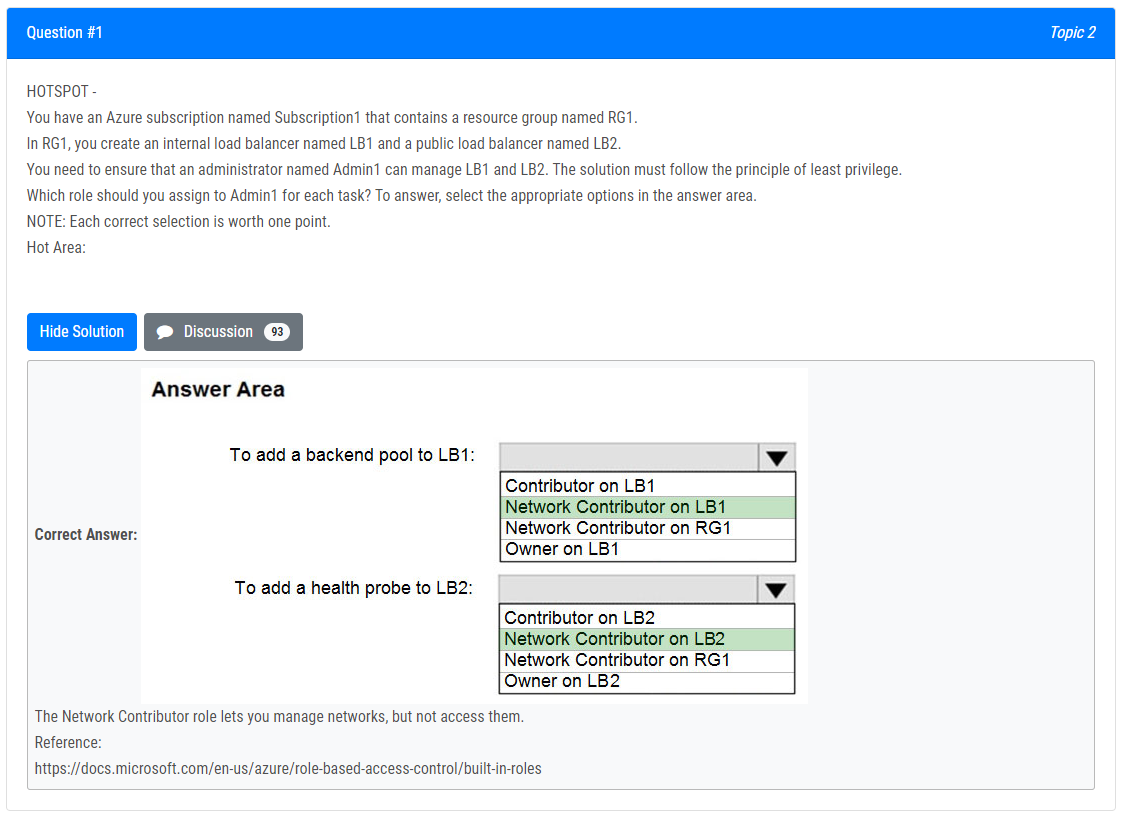 Question #1
Topic 2
HOTSPOT -
You have an Azure subscription named Subscription1 that contains a resource group named RG1.
In RG1, you create an internal load balancer named LB1 and a public load balancer named LB2.
You need to ensure that an administrator named Admin1 can manage LB1 and LB2. The solution must follow the principle of least privilege.
Which role should you assign to Admin1 for each task? To answer, select the appropriate options in the answer area.
NOTE: Each correct selection is worth one point.
Hot Area:
Hide Solution
Discussion 93
Correct Answer:
Answer Area
To add a backend pool to LB1:
Contributor on LB1
Network Contributor on LB1
Network Contributor on RG1
Owner on LB1
To add a health probe to LB2:
Contributor on LB2
Network Contributor on LB2
Network Contributor on RG1
Owner on LB2
The Network Contributor role lets you manage networks, but not access them.
Reference:
https://docs.microsoft.com/en-us/azure/role-based-access-control/built-in-roles